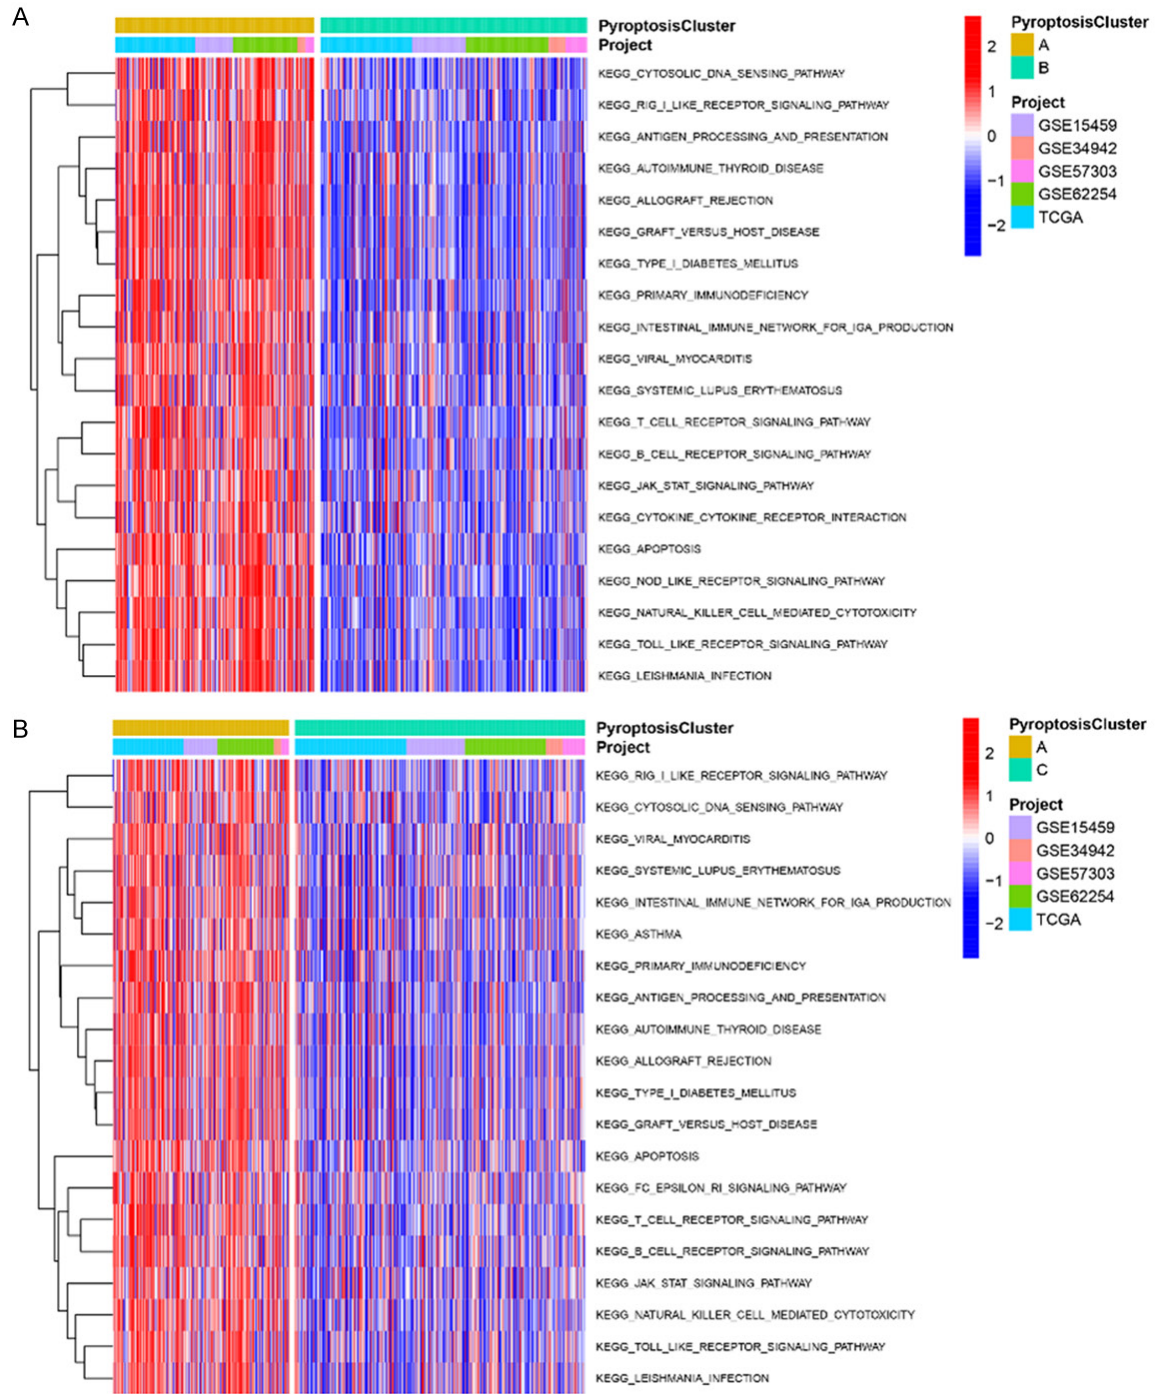 A
PyroptosisCluster
Project
KEGG_CYTOSOLIC_DNA_SENSING_PATHWAY
KEGG_RIG_I_LIKE_RECEPTOR_SIGNALING_PATHWAY
KEGG_ANTIGEN_PROCESSING_AND_PRESENTATION
KEGG_AUTOIMMUNE_THYROID_DISEASE
KEGG_ALLOGRAFT_REJECTION
KEGG_GRAFT_VERSUS_HOST_DISEASE
KEGG_TYPE_I_DIABETES_MELLITUS
KEGG_PRIMARY_IMMUNODEFICIENCY
KEGG_INTESTINAL_IMMUNE_NETWORK_FOR_IGA_PRODUCTION
KEGG_VIRAL_MYOCARDITIS
KEGG_SYSTEMIC_LUPUS_ERYTHEMATOSUS
KEGG_T_CELL_RECEPTOR_SIGNALING_PATHWAY
KEGG_B_CELL_RECEPTOR_SIGNALING_PATHWAY
KEGG_JAK_STAT_SIGNALING_PATHWAY
KEGG_CYTOKINE_CYTOKINE_RECEPTOR_INTERACTION
KEGG_APOPTOSIS
KEGG_NOD_LIKE_RECEPTOR_SIGNALING_PATHWAY
KEGG_NATURAL_KILLER_CELL_MEDIATED_CYTOTOXICITY
KEGG_TOLL_LIKE_RECEPTOR_SIGNALING_PATHWAY
KEGG_LEISHMANIA_INFECTION
2
1
0
−1
−2
PyroptosisCluster
A
B
Project
GSE15459
GSE34942
GSE57303
GSE62254
TCGA
B
PyroptosisCluster
Project
KEGG_RIG_I_LIKE_RECEPTOR_SIGNALING_PATHWAY
KEGG_CYTOSOLIC_DNA_SENSING_PATHWAY
KEGG_VIRAL_MYOCARDITIS
KEGG_SYSTEMIC_LUPUS_ERYTHEMATOSUS
KEGG_INTESTINAL_IMMUNE_NETWORK_FOR_IGA_PRODUCTION
KEGG_ASTHMA
KEGG_PRIMARY_IMMUNODEFICIENCY
KEGG_ANTIGEN_PROCESSING_AND_PRESENTATION
KEGG_AUTOIMMUNE_THYROID_DISEASE
KEGG_ALLOGRAFT_REJECTION
KEGG_TYPE_I_DIABETES_MELLITUS
KEGG_GRAFT_VERSUS_HOST_DISEASE
KEGG_APOPTOSIS
KEGG_FC_EPSILON_RI_SIGNALING_PATHWAY
KEGG_T_CELL_RECEPTOR_SIGNALING_PATHWAY
KEGG_B_CELL_RECEPTOR_SIGNALING_PATHWAY
KEGG_JAK_STAT_SIGNALING_PATHWAY
KEGG_NATURAL_KILLER_CELL_MEDIATED_CYTOTOXICITY
KEGG_TOLL_LIKE_RECEPTOR_SIGNALING_PATHWAY
KEGG_LEISHMANIA_INFECTION
2
1
0
−1
−2
PyroptosisCluster
A
C
Project
GSE15459
GSE34942
GSE57303
GSE62254
TCGA